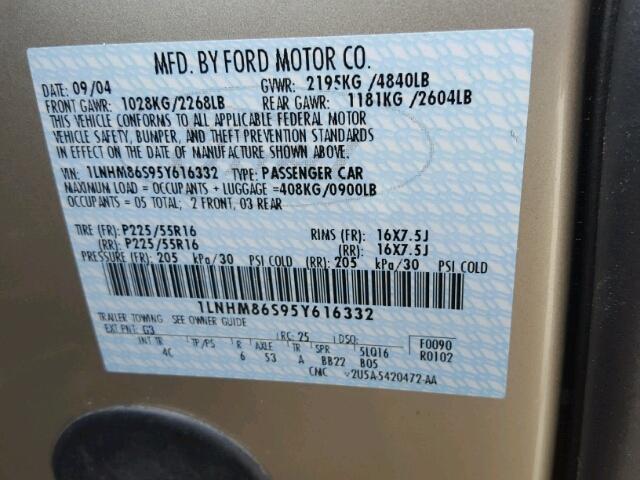 MFD. BY FORD MOTOR CO.
DATE: 09/04 GVWR: 2195KG /4840LB
FRONT GAWR: 1028KG/2268LB REAR GAWR: 1181KG /2604LB
THIS VEHICLE CONFORMS TO ALL APPLICABLE FEDERAL MOTOR
VEHICLE SAFETY, BUMPER, AND THEFT PREVENTION STANDARDS
IN EFFECT ON THE DATE OF MANUFACTURE SHOWN ABOVE.
VIN: 1LNHM86S95Y616332 TYPE: PASSENGER CAR
MAXIMUM LOAD = OCCUPANTS + LUGGAGE = 408KG/0900LB
OCCUPANTS = 05 TOTAL; 2 FRONT, 03 REAR
TIRE (FR): P225/55R16 RIMS (FR): 16X7.5J
(RR): P225/55R16 (RR): 16X7.5J
PRESSURE (FR): 205 kPa/30 PSI COLD (RR): 205 kPa/30 PSI COLD
1LNHM86S95Y616332
TRAILER TOWING - SEE OWNER GUIDE
EXT PNT: G3 RC: 25 DSO: F0090
INT TR TP/PS R AXLE TR SPR 5LQ16 R0102
4C 6 53 A BB22 B05
CMC v2U5A-5420472-AA